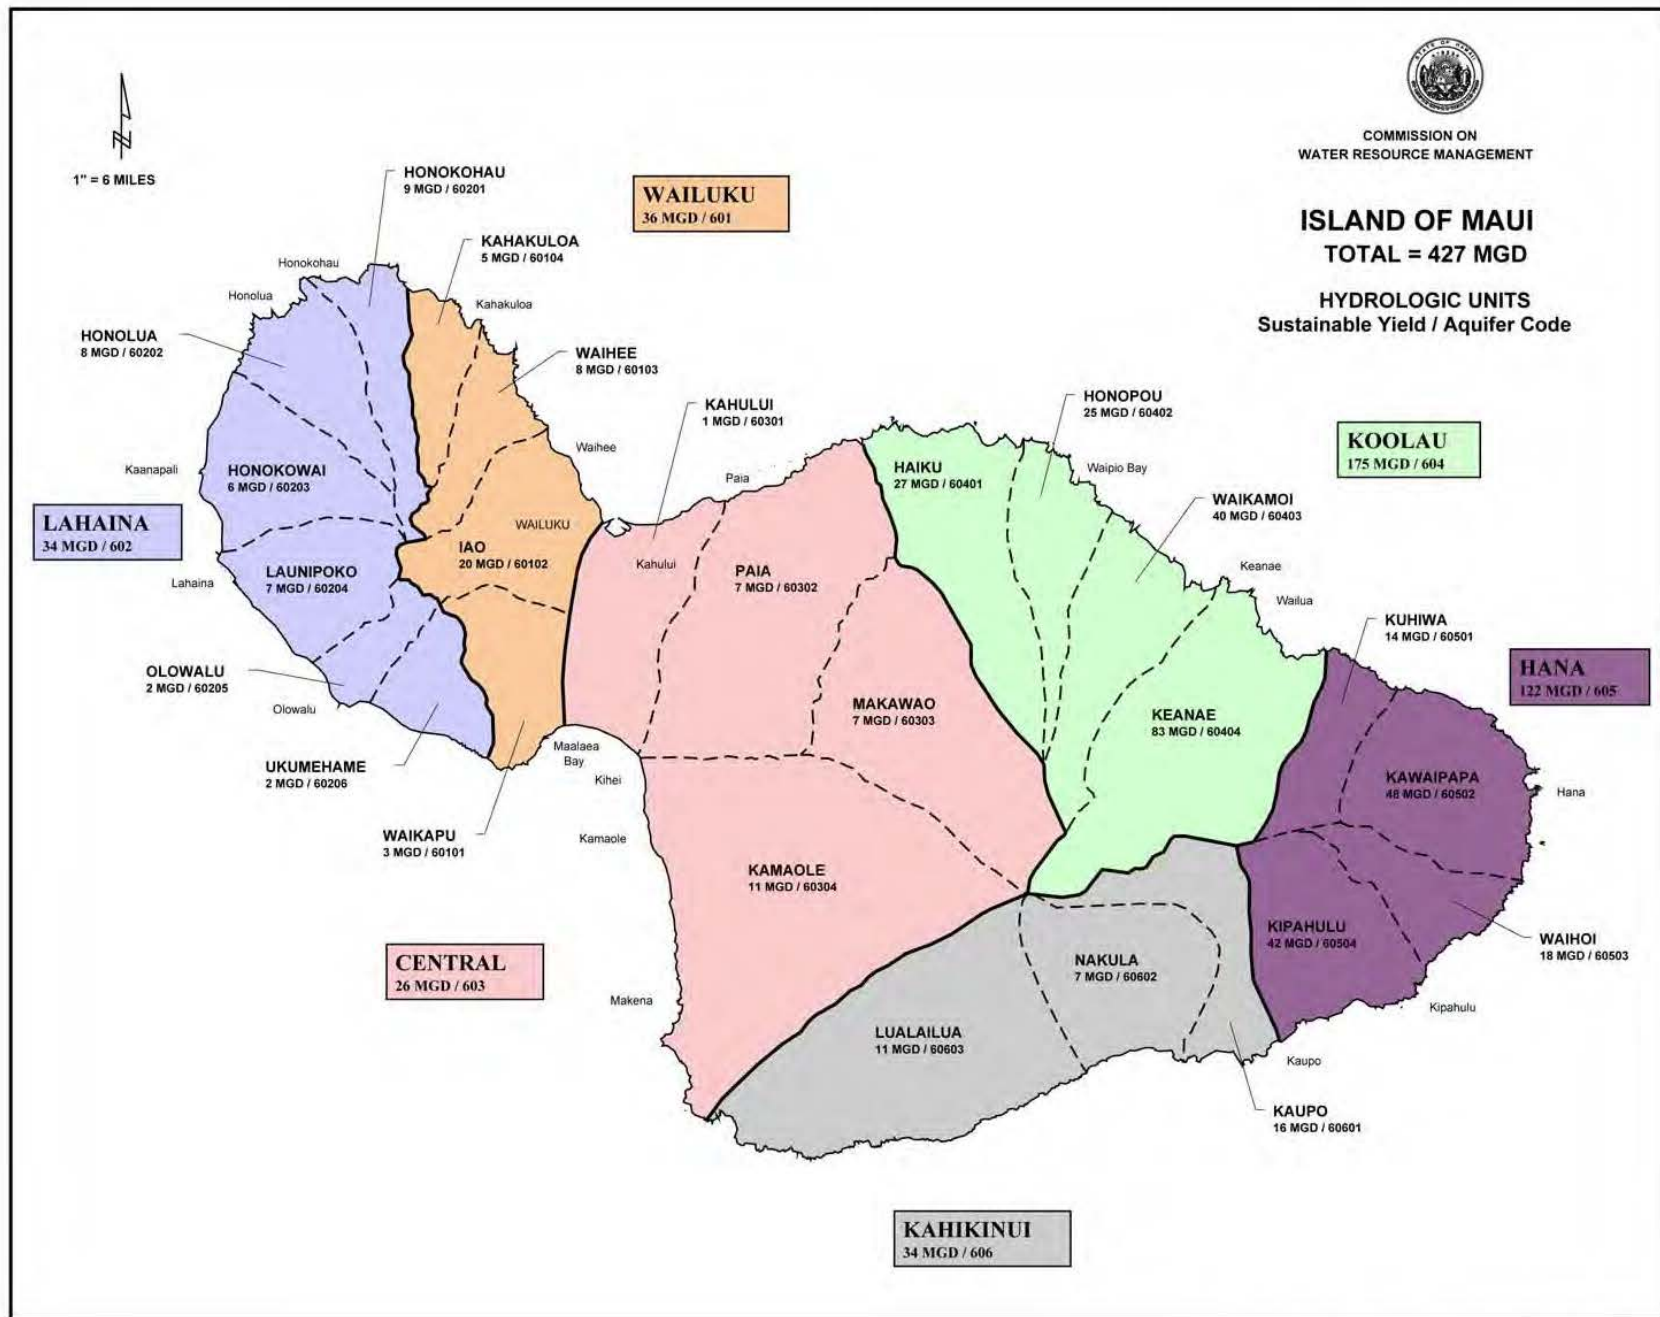 COMMISSION ON
WATER RESOURCE MANAGEMENT
ISLAND OF MAUI
TOTAL = 427 MGD
HYDROLOGIC UNITS
Sustainable Yield / Aquifer Code
1" = 6 MILES
HONOKOHAU
9 MGD / 60201
WAILUKU
36 MGD / 601
KAHAKULOA
5 MGD / 60104
Honokohau
Honolua
Kahakuloa
HONOLUA
8 MGD / 60202
WAIHEE
8 MGD / 60103
KAHULUI
1 MGD / 60301
HONOPOU
25 MGD / 60402
KOOLAU
175 MGD / 604
Waihee
Kaanapali
HONOKOWAI
6 MGD / 60203
Paia
HAIKU
27 MGD / 60401
Waipio Bay
WAIKAMOI
40 MGD / 60403
LAHAINA
34 MGD / 602
WAILUKU
IAO
20 MGD / 60102
Kahului
PAIA
7 MGD / 60302
Keanae
Wailua
Lahaina
LAUNIPOKO
7 MGD / 60204
KUHIWA
14 MGD / 60501
HANA
122 MGD / 605
OLOWALU
2 MGD / 60205
Olowalu
MAKAWAO
7 MGD / 60303
KEANAE
83 MGD / 60404
UKUMEHAME
2 MGD / 60206
Maalaea
Bay
Kihei
KAWAIPAPA
48 MGD / 60502
Hana
WAIKAPU
3 MGD / 60101
Kamaole
KAMAOLE
11 MGD / 60304
KIPAHULU
42 MGD / 60504
WAIHOI
18 MGD / 60503
CENTRAL
26 MGD / 603
NAKULA
7 MGD / 60602
Makena
Kipahulu
LUALAILUA
11 MGD / 60603
Kaupo
KAUPO
16 MGD / 60601
KAHIKINUI
34 MGD / 606